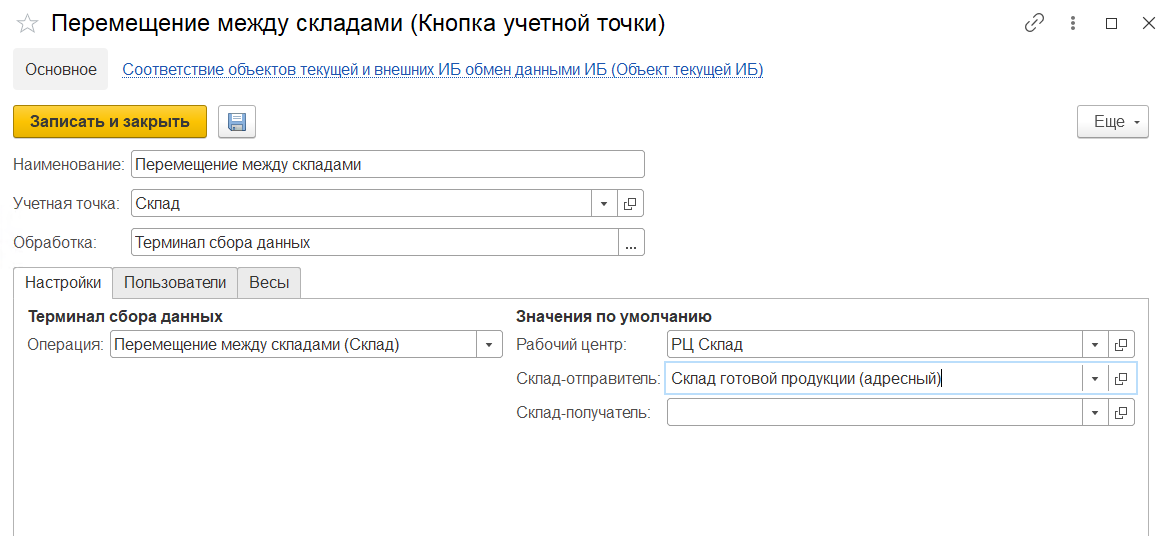 Перемещение между складами (Кнопка учетной точки)
Основное Соответствие объектов текущей и внешних ИБ обмен данными ИБ (Объект текущей ИБ)
Записать и закрыть Еще
Наименование: Перемещение между складами
Учетная точка: Склад
Обработка: Терминал сбора данных ...
Настройки Пользователи Весы
Терминал сбора данных Значения по умолчанию
Операция: Перемещение между складами (Склад) Рабочий центр: РЦ Склад
Склад-отправитель: Склад готовой продукции (адресный)
Склад-получатель: